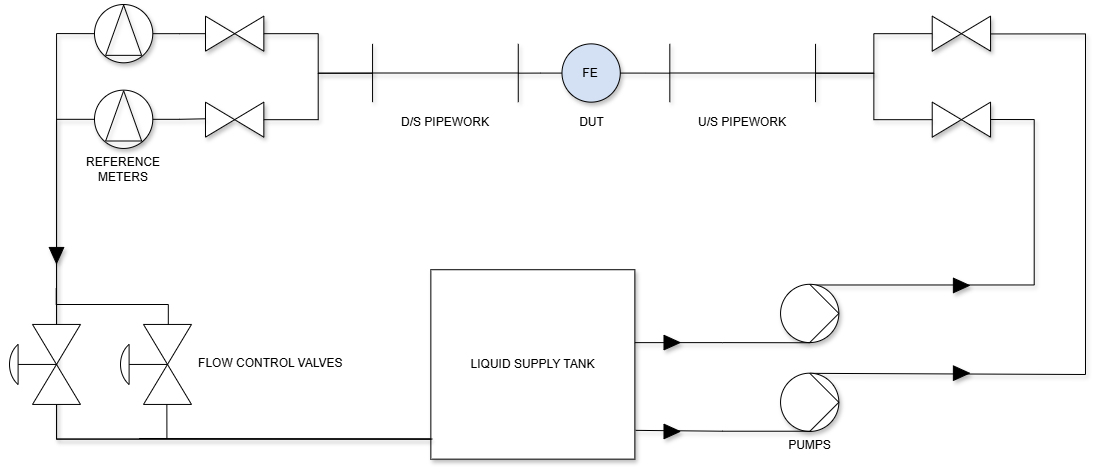 FE
D/S PIPEWORK
DUT
U/S PIPEWORK
REFERENCE
METERS
FLOW CONTROL VALVES
LIQUID SUPPLY TANK
PUMPS